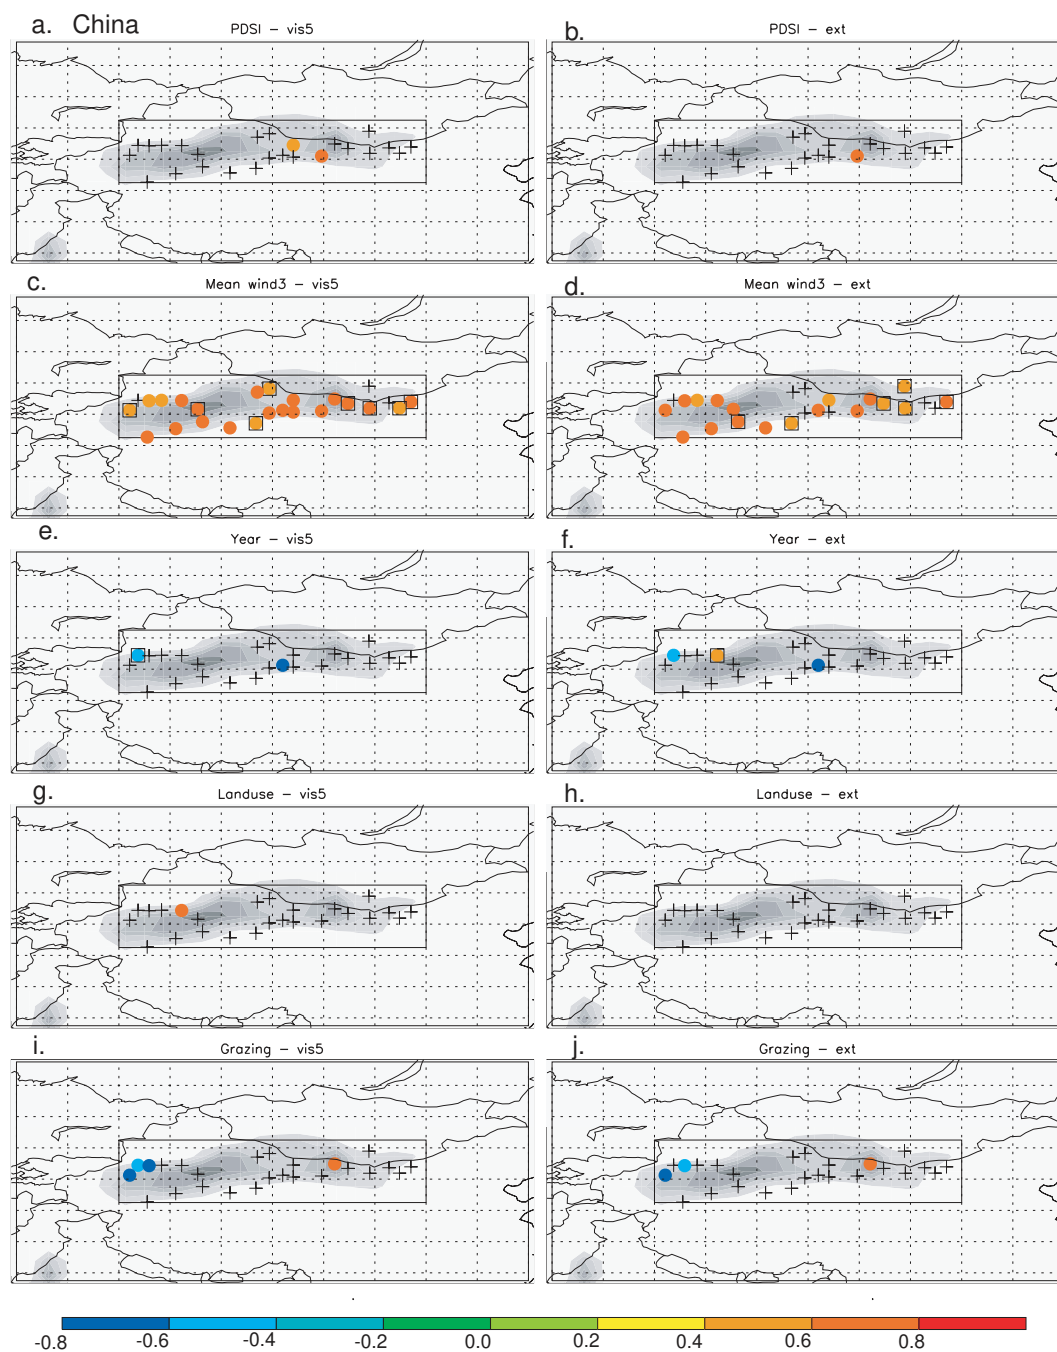 a. China
PDSI – vis5
b.
PDSI – ext
c.
Mean wind3 – vis5
d.
Mean wind3 – ext
e.
Year – vis5
f.
Year – ext
g.
Landuse – vis5
h.
Landuse – ext
i.
Grazing – vis5
j.
Grazing – ext
-0.8 -0.6 -0.4 -0.2 0.0 0.2 0.4 0.6 0.8